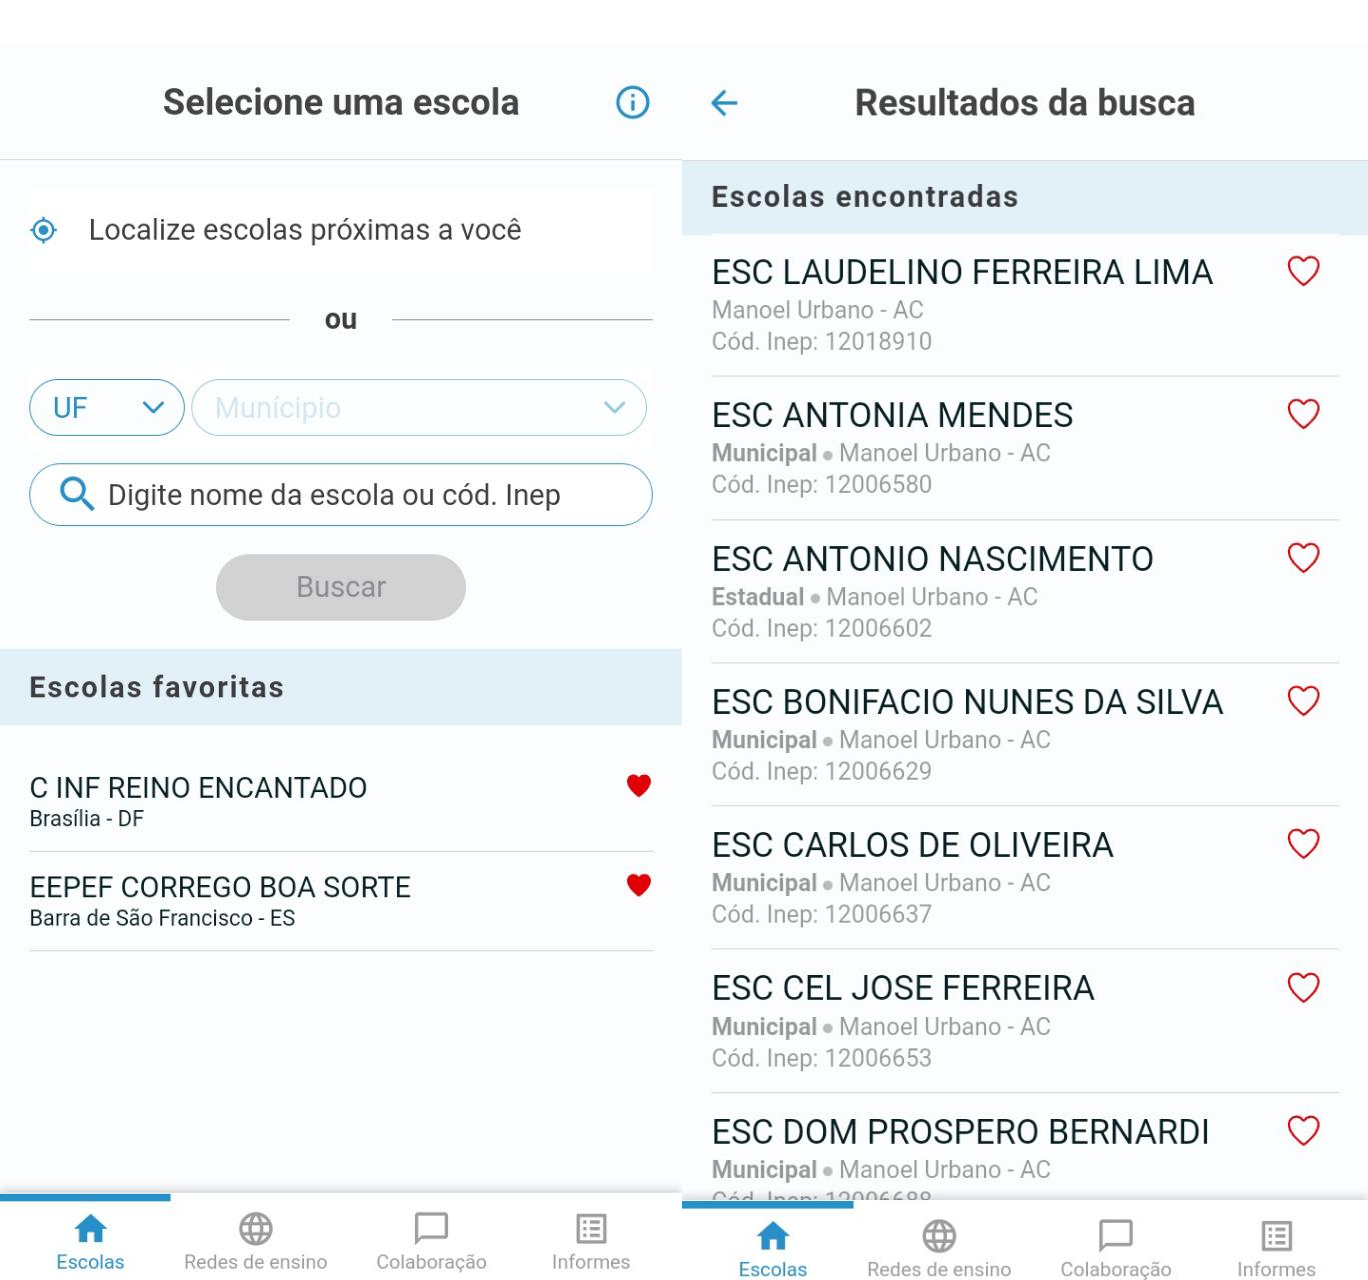 Selecione uma escola
Localize escolas próximas a você
ou
UF
Munícipio
Digite nome da escola ou cód. Inep
Buscar
Escolas favoritas
C INF REINO ENCANTADO
Brasília - DF
EEPEF CORREGO BOA SORTE
Barra de São Francisco - ES
Escolas
Redes de ensino
Colaboração
Informes
Resultados da busca
Escolas encontradas
ESC LAUDELINO FERREIRA LIMA
Manoel Urbano - AC
Cód. Inep: 12018910
ESC ANTONIA MENDES
Municipal ● Manoel Urbano - AC
Cód. Inep: 12006580
ESC ANTONIO NASCIMENTO
Estadual ● Manoel Urbano - AC
Cód. Inep: 12006602
ESC BONIFACIO NUNES DA SILVA
Municipal ● Manoel Urbano - AC
Cód. Inep: 12006629
ESC CARLOS DE OLIVEIRA
Municipal ● Manoel Urbano - AC
Cód. Inep: 12006637
ESC CEL JOSE FERREIRA
Municipal ● Manoel Urbano - AC
Cód. Inep: 12006653
ESC DOM PROSPERO BERNARDI
Municipal ● Manoel Urbano - AC
Cód. Inep: 12006688
Escolas
Redes de ensino
Colaboração
Informes